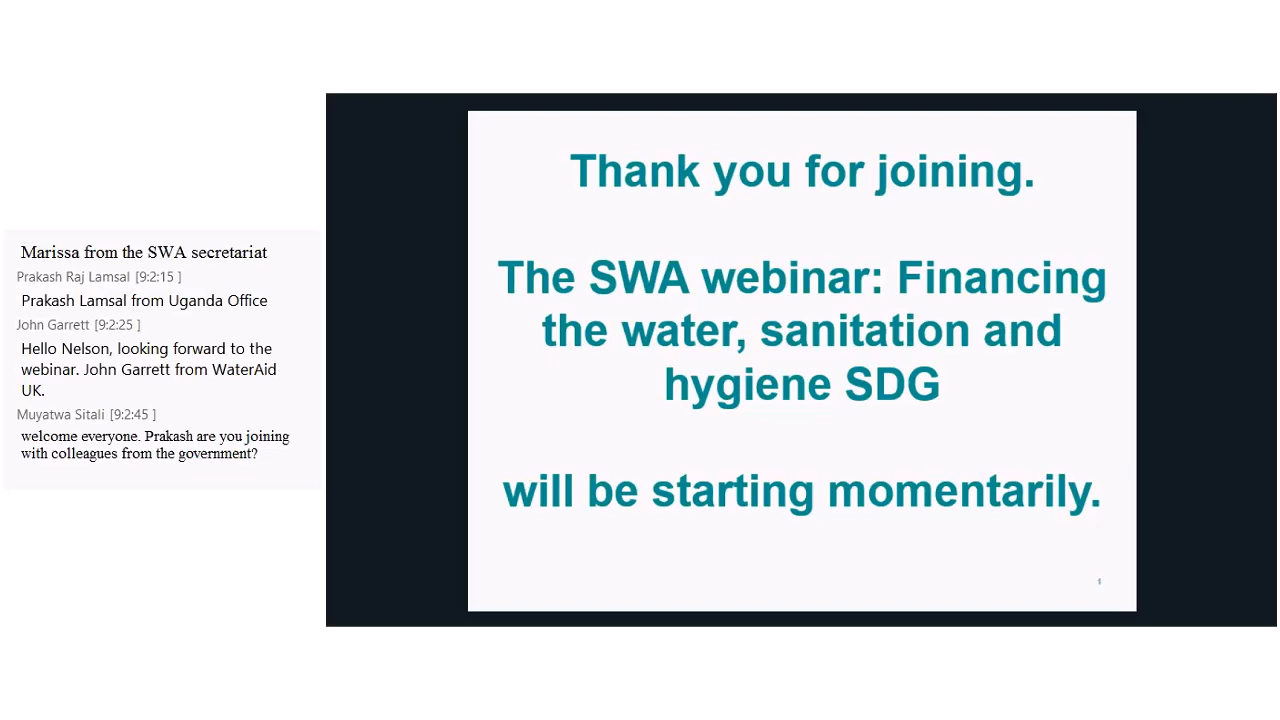 Marissa from the SWA secretariat
Prakash Raj Lamsal [9:2:15 ]
Prakash Lamsal from Uganda Office
John Garrett [9:2:25 ]
Hello Nelson, looking forward to the
webinar. John Garrett from WaterAid
UK.
Muyatwa Sitali [9:2:45 ]
welcome everyone. Prakash are you joining
with colleagues from the government?
Thank you for joining.
The SWA webinar: Financing
the water, sanitation and
hygiene SDG
will be starting momentarily.
1